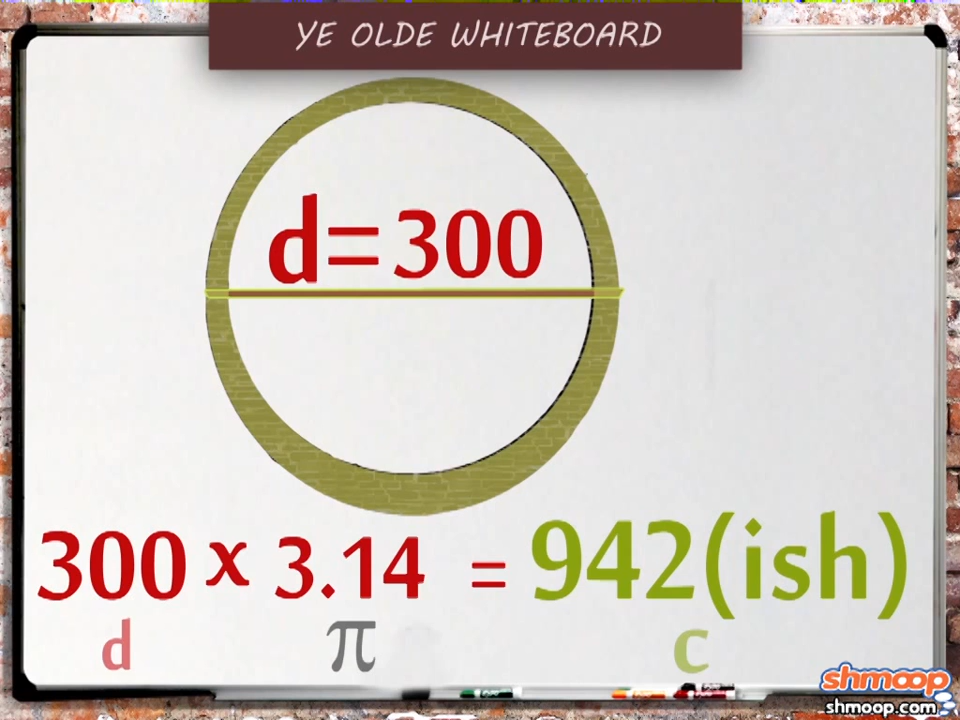 YE OLDE WHITEBOARD
d=300
300 x 3.14 = 942(ish)
d π c
shmoop
shmoop.com